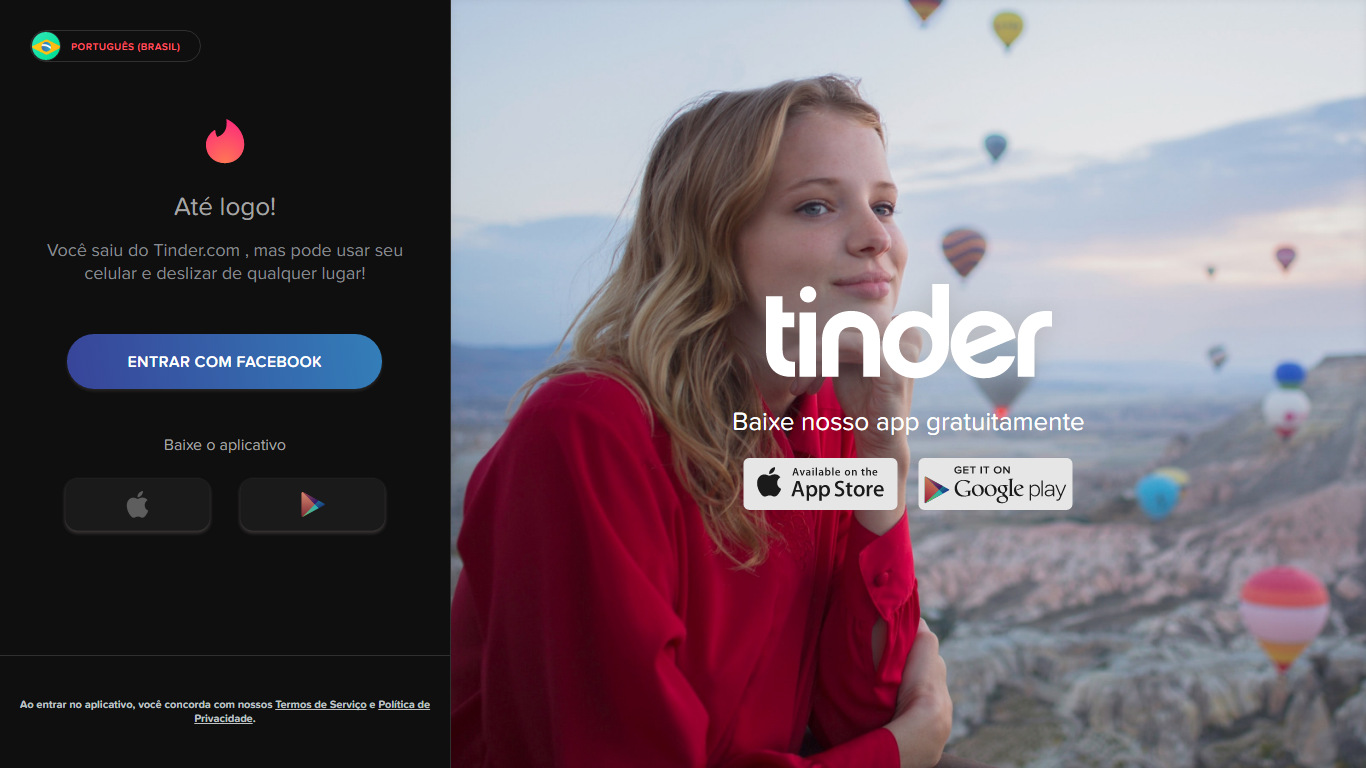 PORTUGUÊS (BRASIL)
Até logo!
Você saiu do Tinder.com , mas pode usar seu
celular e deslizar de qualquer lugar!
ENTRAR COM FACEBOOK
Baixe o aplicativo
Ao entrar no aplicativo, você concorda com nossos Termos de Serviço e Política de
Privacidade.
tinder
Baixe nosso app gratuitamente
Available on the
App Store
GET IT ON
Google play